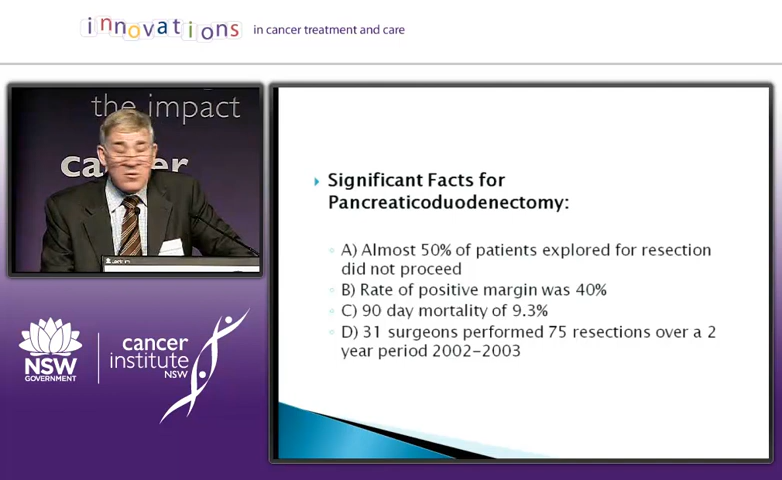 innovations in cancer treatment and care
the impact
cancer
Significant Facts for
Pancreaticoduodenectomy:
A) Almost 50% of patients explored for resection
did not proceed
B) Rate of positive margin was 40%
C) 90 day mortality of 9.3%
D) 31 surgeons performed 75 resections over a 2
year period 2002–2003
NSW
GOVERNMENT
cancer
institute
NSW